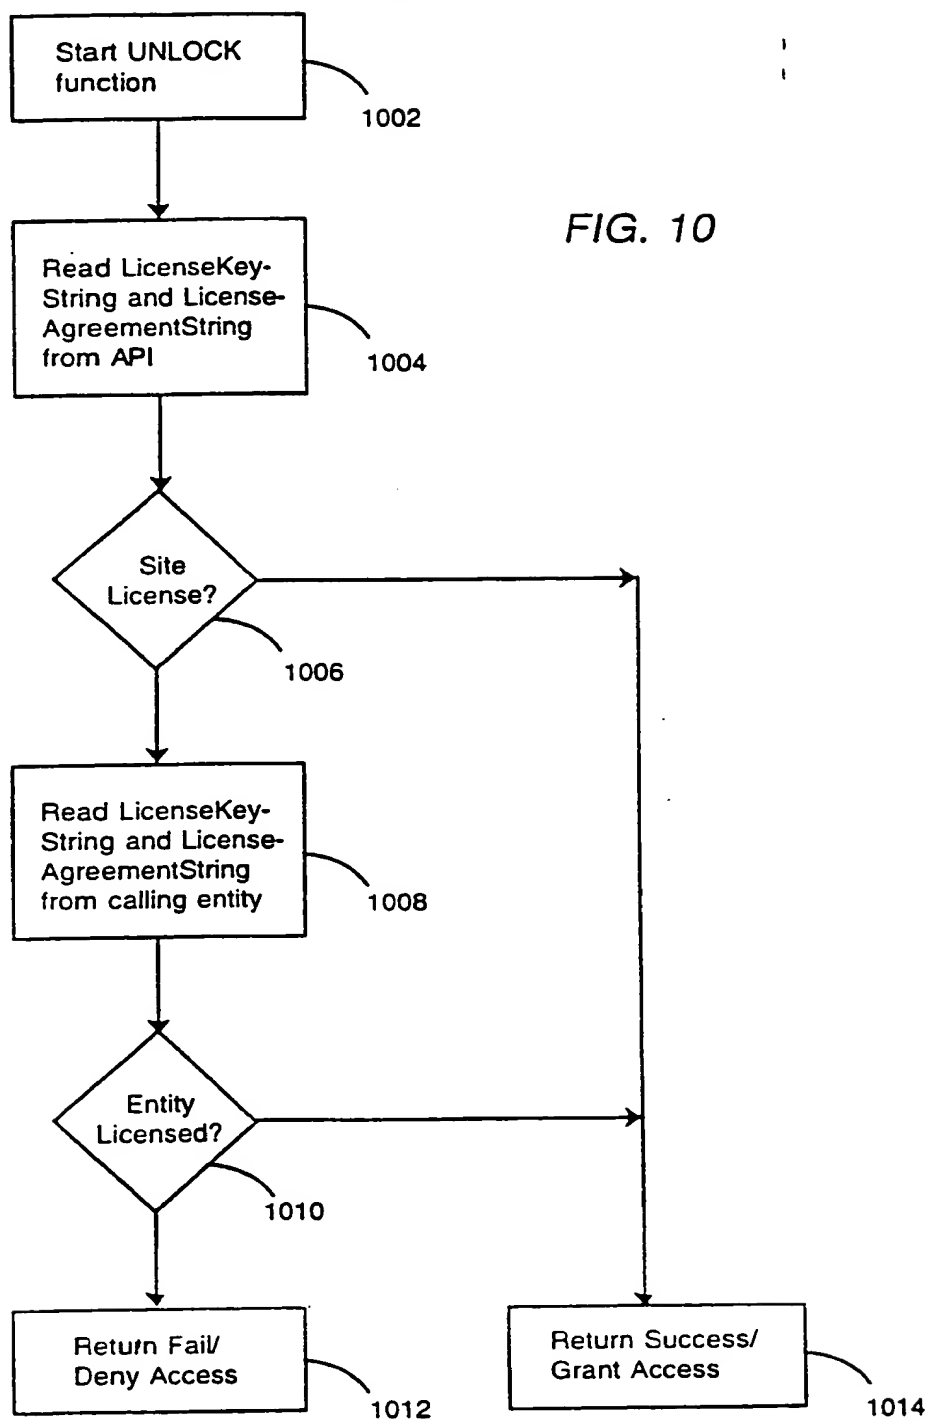 Start UNLOCK
function
1002
FIG. 10
Read LicenseKey-
String and License-
AgreementString
from API
1004
Site
License?
1006
Read LicenseKey-
String and License-
AgreementString
from calling entity
1008
Entity
Licensed?
1010
Return Fail/
Deny Access
1012
Return Success/
Grant Access
1014